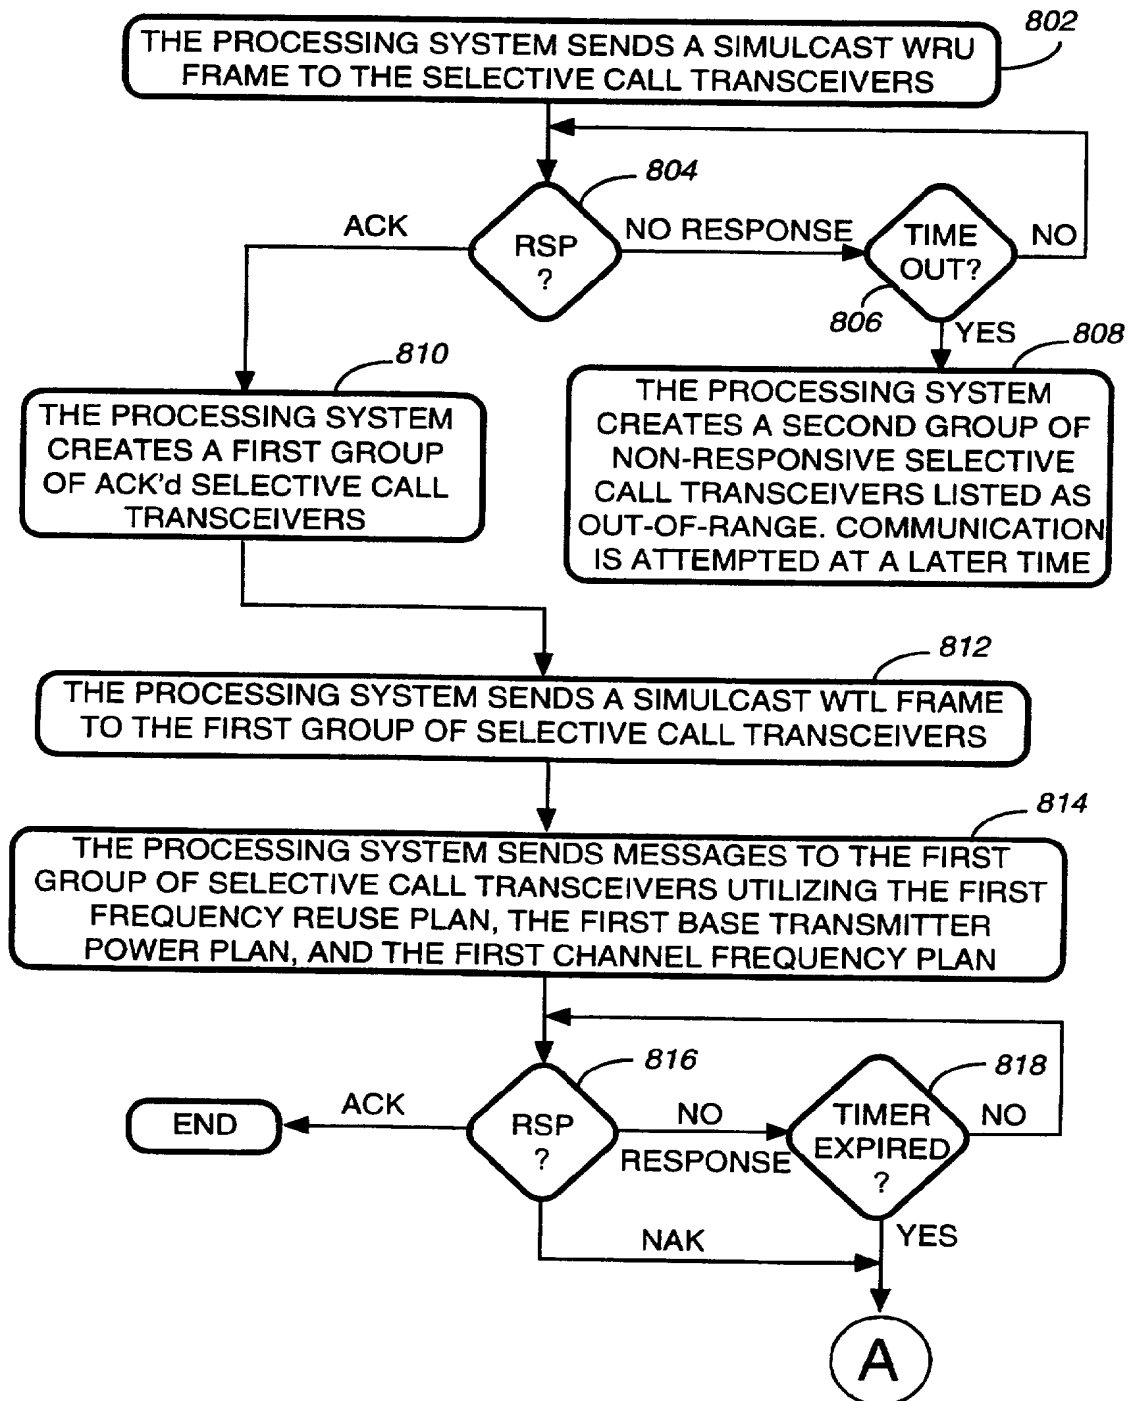 802
THE PROCESSING SYSTEM SENDS A SIMULCAST WRU
FRAME TO THE SELECTIVE CALL TRANSCEIVERS
804
ACK
RSP
?
NO RESPONSE
TIME
OUT?
NO
806
YES
808
810
THE PROCESSING SYSTEM
CREATES A FIRST GROUP
OF ACK'd SELECTIVE CALL
TRANSCEIVERS
THE PROCESSING SYSTEM
CREATES A SECOND GROUP OF
NON-RESPONSIVE SELECTIVE
CALL TRANSCEIVERS LISTED AS
OUT-OF-RANGE. COMMUNICATION
IS ATTEMPTED AT A LATER TIME
812
THE PROCESSING SYSTEM SENDS A SIMULCAST WTL FRAME
TO THE FIRST GROUP OF SELECTIVE CALL TRANSCEIVERS
814
THE PROCESSING SYSTEM SENDS MESSAGES TO THE FIRST
GROUP OF SELECTIVE CALL TRANSCEIVERS UTILIZING THE FIRST
FREQUENCY REUSE PLAN, THE FIRST BASE TRANSMITTER
POWER PLAN, AND THE FIRST CHANNEL FREQUENCY PLAN
816
818
END
ACK
RSP
?
NO
RESPONSE
TIMER
EXPIRED
?
NO
NAK
YES
A